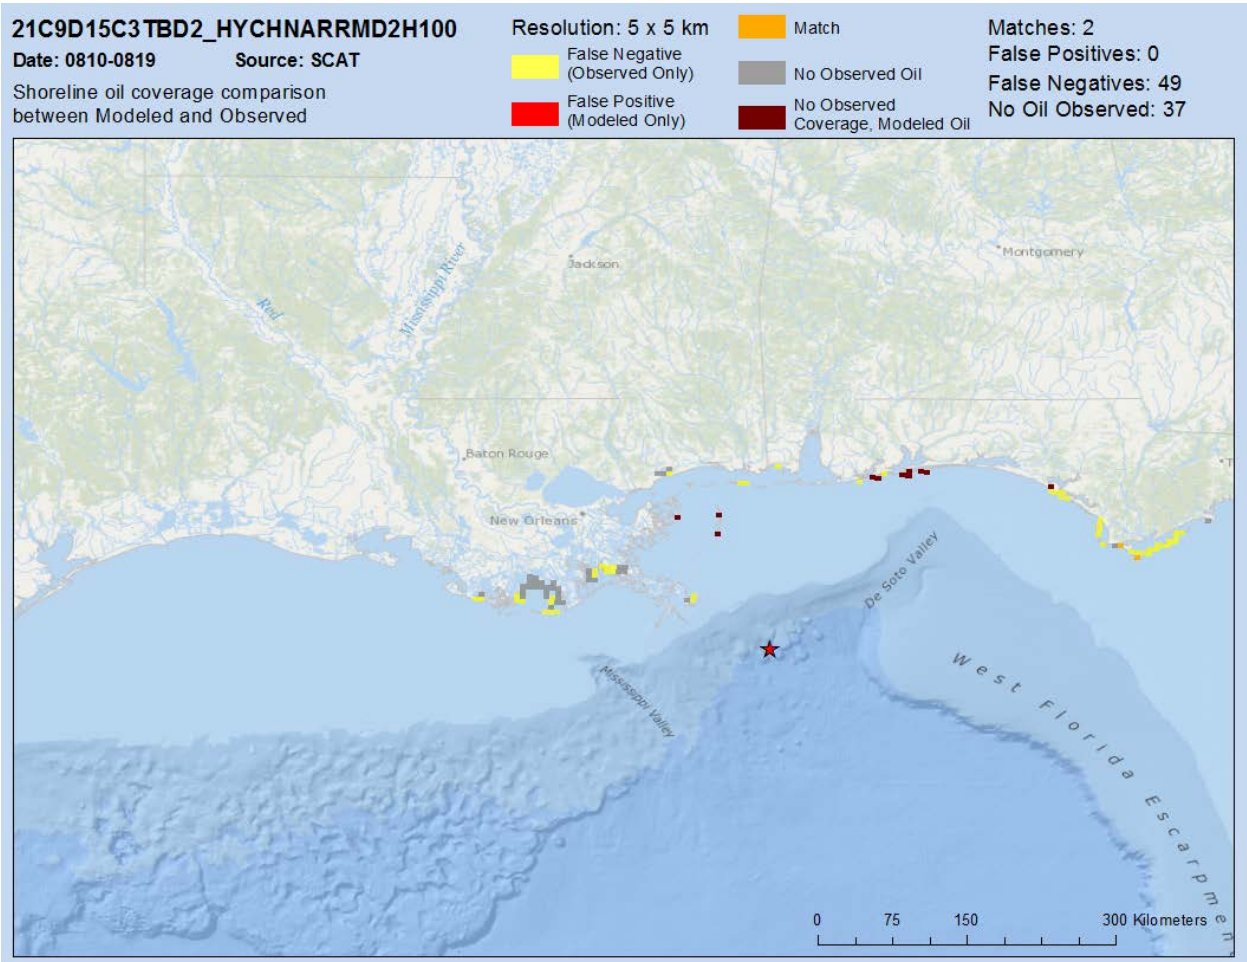 21C9D15C3TBD2_HYCHNARRMD2H100
Date: 0810-0819 Source: SCAT
Shoreline oil coverage comparison
between Modeled and Observed
Resolution: 5 x 5 km
False Negative
(Observed Only)
False Positive
(Modeled Only)
Match
No Observed Oil
No Observed
Coverage, Modeled Oil
Matches: 2
False Positives: 0
False Negatives: 49
No Oil Observed: 37
Montgomery
Jackson
Mississippi River
Red
Baton Rouge
T
New Orleans
De Soto Valley
Mississippi Valley
West Florida Escarpmen
0 75 150 300 Kilometers